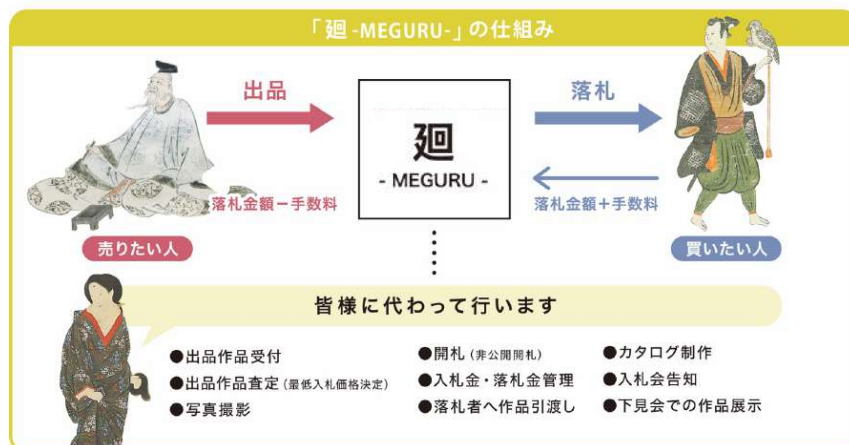 「廻 -MEGURU-」の仕組み
出品
落札
廻
- MEGURU -
落札金額－手数料
落札金額＋手数料
売りたい人
買いたい人
皆様に代わって行います
●出品作品受付
●出品作品査定（最低入札価格決定）
●写真撮影
●開札（非公開開札）
●入札金・落札金管理
●落札者へ作品引渡し
●カタログ制作
●入札会告知
●下見会での作品展示